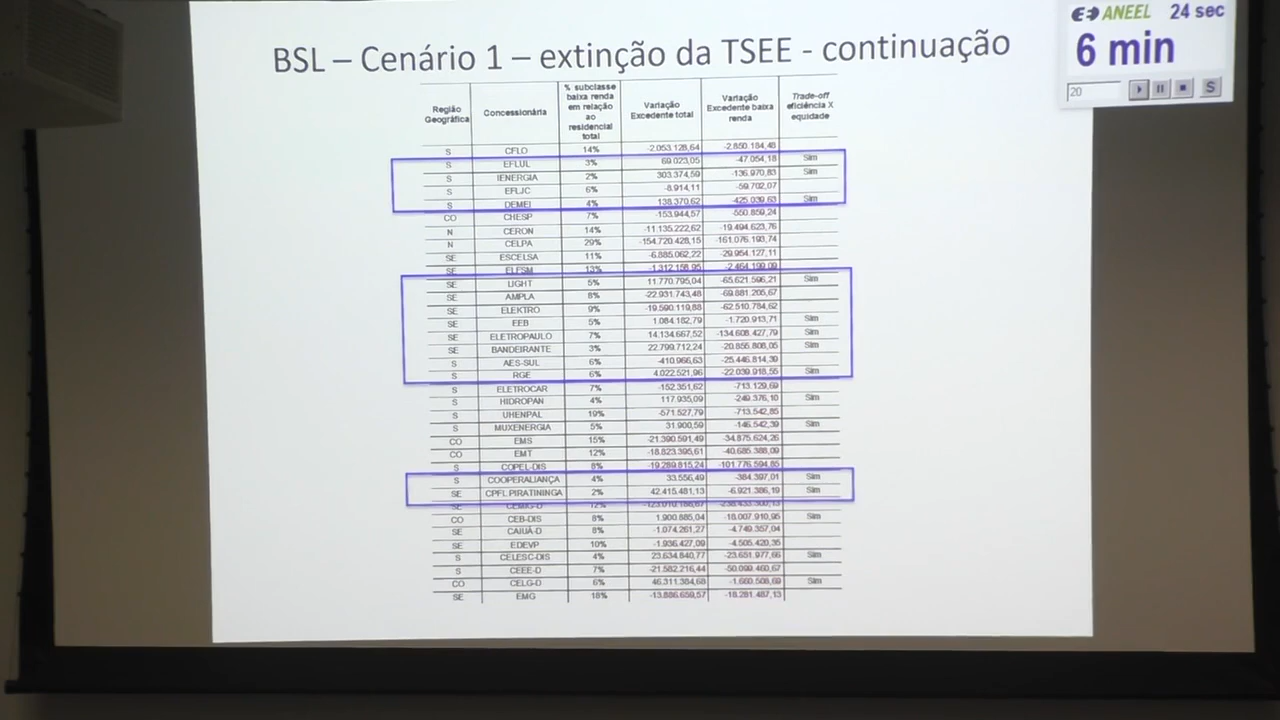 BSL – Cenário 1 – extinção da TSEE - continuação
ANEEL 24 sec
6 min
20
S
Região Geográfica Concessionária % subclasse baixa renda em relação ao residencial total Variação Excedente total Variação Excedente baixa renda Trade-off eficiência X equidade
S CFLO 14% -2.053.128,64 -2.850.184,48
S EFLUL 3% 69.023,05 -47.054,18 Sim
S IENERGIA 2% 303.374,59 -136.970,83 Sim
S EFLJC 6% -8.914,11 -59.702,07
S DEMEI 4% 138.370,62 -425.039,63 Sim
CO CHESP 7% -153.944,57 -550.859,24
N CERON 14% -11.135.222,62 -19.494.623,76
N CELPA 29% -154.720.428,15 -161.076.193,74
SE ESCELSA 11% -6.885.062,22 -29.954.127,11
SE ELFSM 13% -1.312.158,95 -2.464.199,09
SE LIGHT 5% 11.770.795,04 -65.621.596,21 Sim
SE AMPLA 8% -22.931.743,48 -69.881.205,67
SE ELEKTRO 9% -19.590.119,88 -62.510.784,62
SE EEB 5% 1.084.182,79 -1.720.913,71 Sim
SE ELETROPAULO 7% 14.134.667,52 -134.608.427,79 Sim
SE BANDEIRANTE 3% 22.799.712,24 -20.855.808,05 Sim
S AES-SUL 6% -410.966,63 -25.446.814,39
S RGE 6% 4.022.521,96 -22.039.918,55 Sim
S ELETROCAR 7% -152.351,62 -713.129,69
S HIDROPAN 4% 117.935,09 -249.376,10 Sim
S UHENPAL 19% -571.527,79 -713.542,85
S MUXENERGIA 5% 31.900,59 -146.542,39 Sim
CO EMS 15% -21.390.591,49 -34.875.624,26
CO EMT 12% -18.823.395,61 -40.685.388,09
S COPEL-DIS 8% -19.289.815,24 -101.776.594,85
S COOPERALIANÇA 4% 33.556,49 -384.397,01 Sim
SE CPFL PIRATININGA 2% 42.415.481,13 -6.921.386,19 Sim
SE CEMIG-D 12%
CO CEB-DIS 8% 1.900.885,04 -18.007.910,95 Sim
SE CAIUÁ-D 8% -1.074.261,27 -4.749.357,04
SE EDEVP 10% -1.936.427,09 -4.505.420,35
S CELESC-DIS 4% 23.634.840,77 -23.651.977,66 Sim
S CEEE-D 7% -21.582.216,44 -50.099.460,67
CO CELG-D 6% 46.311.384,68 -1.660.508,69 Sim
SE EMG 18% -13.886.659,57 -18.281.487,13